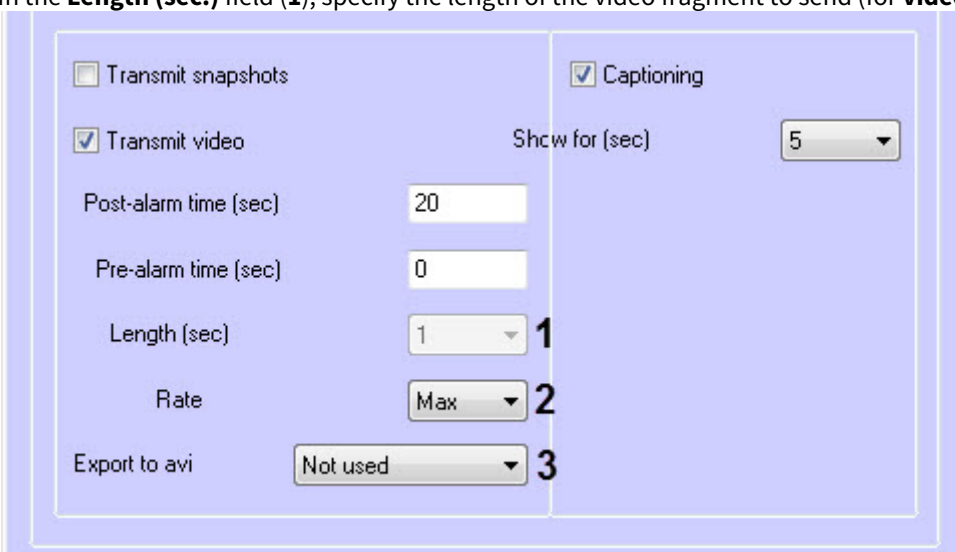 the Length (sec.) field (1), specify the length of the video fragment to send (for
Transmit snapshots
Captioning
Transmit video
Show for (sec)
5
Post-alarm time (sec)
20
Pre-alarm time (sec)
0
Length (sec)
1
1
Rate
Max
2
Export to avi
Not used
3